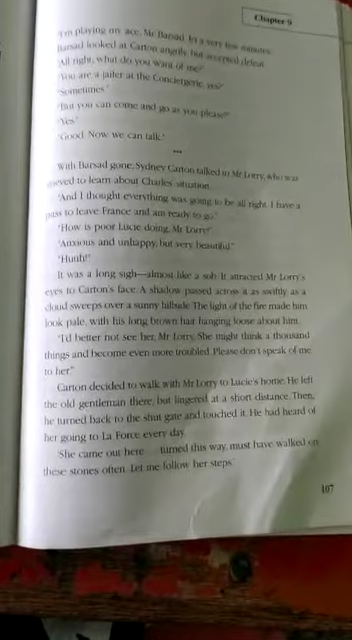 Chapter 9
'I'm playing my ace, Mr Barsad. In a very few minutes
Barsad looked at Carton angrily, but accepted defeat.
'All right, what do you want of me?'
'You are a jailer at the Conciergerie, yes?'
'Sometimes.'
'But you can come and go as you please?'
'Yes.'
'Good. Now we can talk.'
***
With Barsad gone, Sydney Carton talked to Mr Lorry, who was
grieved to learn about Charles' situation.
'And I thought everything was going to be all right. I have a
pass to leave France and am ready to go.'
'How is poor Lucie doing, Mr Lorry?'
'Anxious and unhappy, but very beautiful.'
'Huuh!'
It was a long sigh—almost like a sob. It attracted Mr Lorry's
eyes to Carton's face. A shadow passed across it as swiftly as a
cloud sweeps over a sunny hillside. The light of the fire made him
look pale, with his long brown hair hanging loose about him.
'I'd better not see her, Mr Lorry. She might think a thousand
things and become even more troubled. Please don't speak of me
to her.'
Carton decided to walk with Mr Lorry to Lucie's home. He left
the old gentleman there, but lingered at a short distance. Then,
he turned back to the shut gate and touched it. He had heard of
her going to La Force every day.
'She came out here turned this way, must have walked on
these stones often. Let me follow her steps.'
107